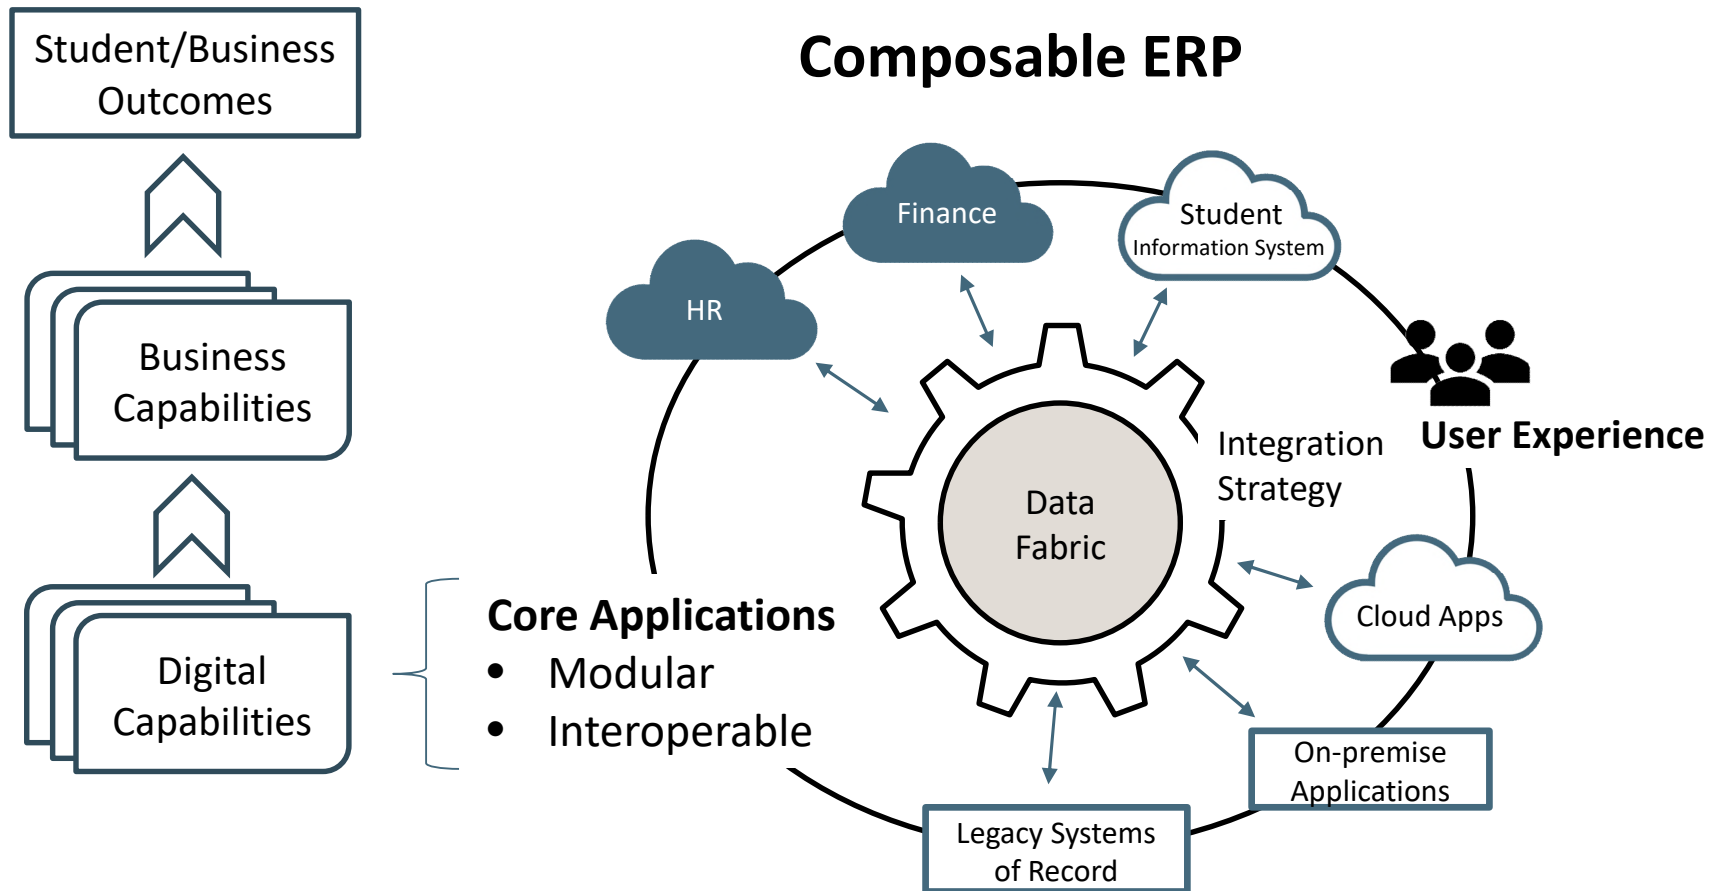 Student/Business
Outcomes
Composable ERP
Finance
Student
Information System
HR
Business
Capabilities
Integration
Strategy
User Experience
Data
Fabric
Core Applications
• Modular
• Interoperable
Cloud Apps
Digital
Capabilities
On-premise
Applications
Legacy Systems
of Record